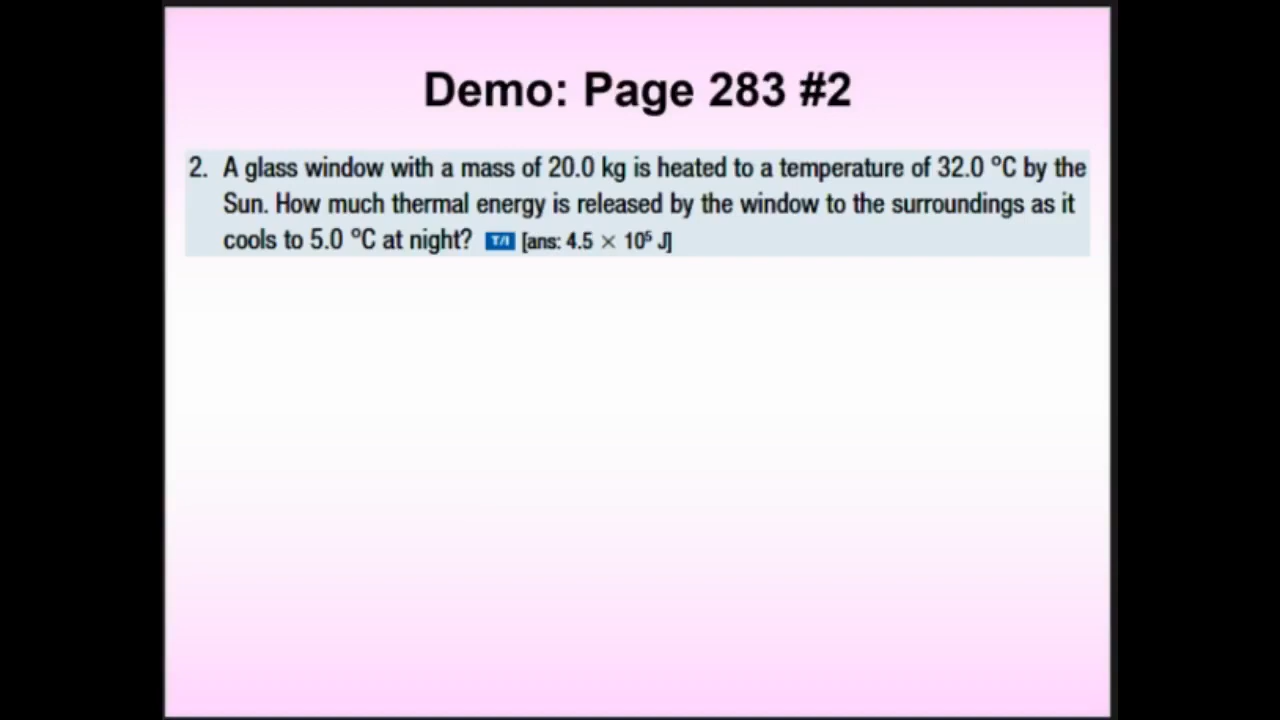 Demo: Page 283 #2
2. A glass window with a mass of 20.0 kg is heated to a temperature of 32.0 °C by the
Sun. How much thermal energy is released by the window to the surroundings as it
cools to 5.0 °C at night? T/I [ans: 4.5 × 10⁵ J]